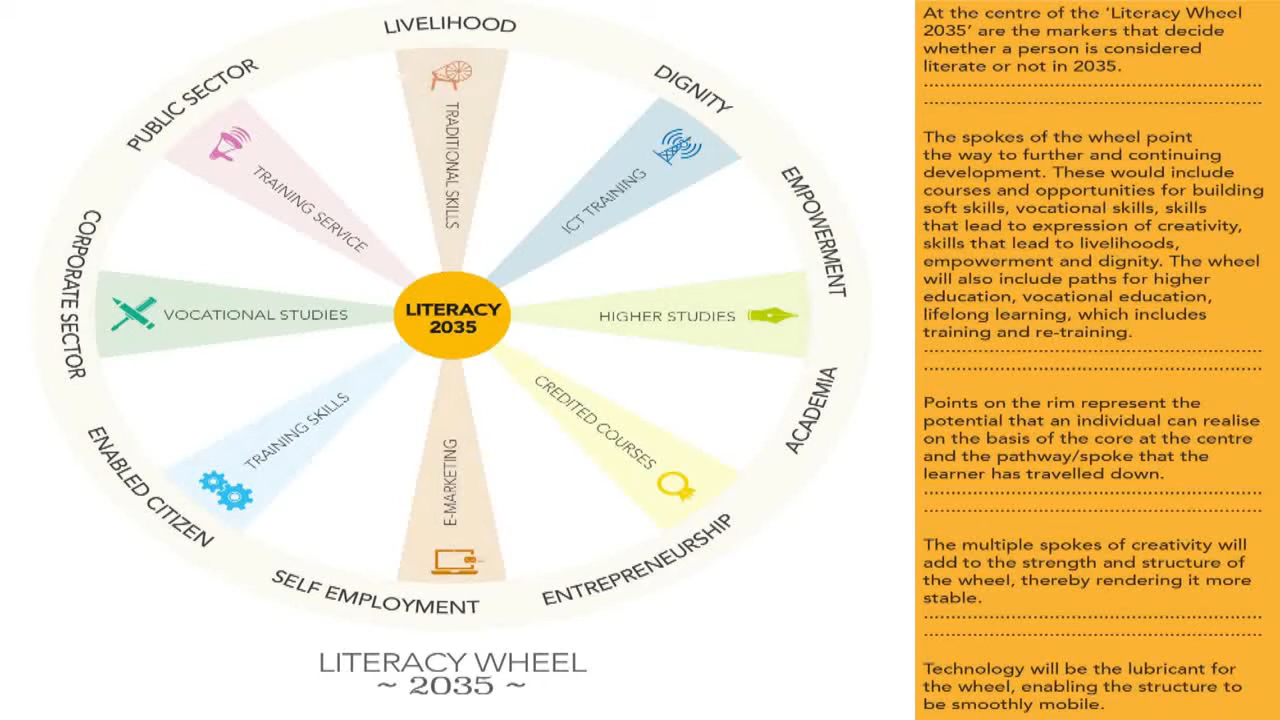 LIVELIHOOD
DIGNITY
EMPOWERMENT
ACADEMIA
ENTREPRENEURSHIP
SELF EMPLOYMENT
ENABLED CITIZEN
CORPORATE SECTOR
PUBLIC SECTOR
TRADITIONAL SKILLS
ICT TRAINING
HIGHER STUDIES
CREDITED COURSES
E-MARKETING
TRAINING SKILLS
VOCATIONAL STUDIES
TRAINING SERVICE
LITERACY
2035
LITERACY WHEEL
~ 2035 ~
At the centre of the ‘Literacy Wheel
2035’ are the markers that decide
whether a person is considered
literate or not in 2035.
The spokes of the wheel point
the way to further and continuing
development. These would include
courses and opportunities for building
soft skills, vocational skills, skills
that lead to expression of creativity,
skills that lead to livelihoods,
empowerment and dignity. The wheel
will also include paths for higher
education, vocational education,
lifelong learning, which includes
training and re-training.
Points on the rim represent the
potential that an individual can realise
on the basis of the core at the centre
and the pathway/spoke that the
learner has travelled down.
The multiple spokes of creativity will
add to the strength and structure of
the wheel, thereby rendering it more
stable.
Technology will be the lubricant for
the wheel, enabling the structure to
be smoothly mobile.